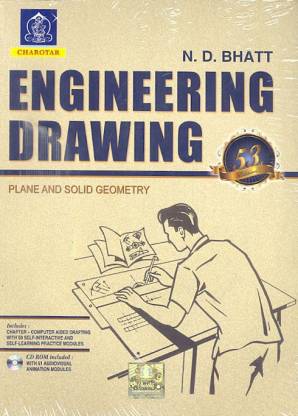 CHAROTAR
N. D. BHATT
ENGINEERING
DRAWING
53
PLANE AND SOLID GEOMETRY
Includes :
CHAPTER - COMPUTER AIDED DRAFTING
WITH 50 SELF-INTERACTIVE AND
SELF-LEARNING PRACTICE MODULES
CD ROM included :
WITH 51 AUDIOVISUAL
ANIMATION MODULES